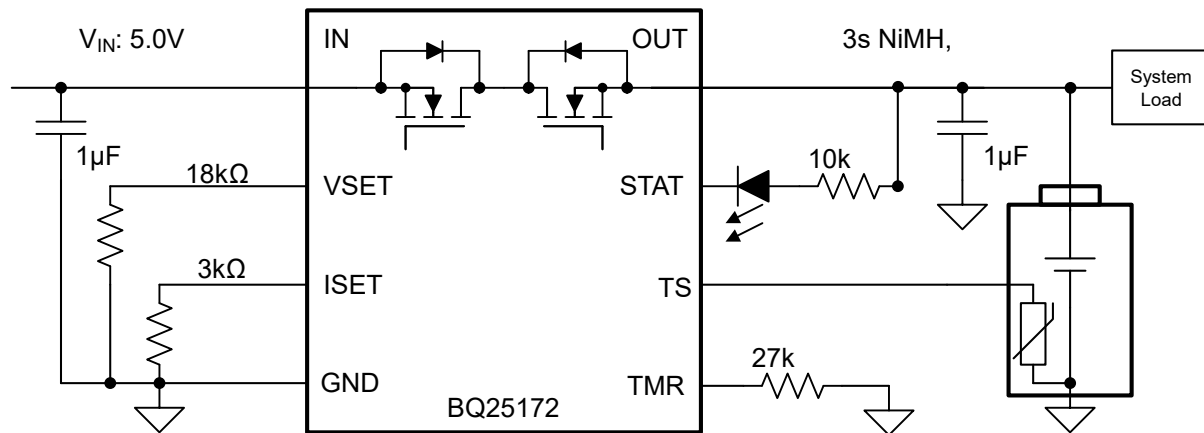 V_IN: 5.0V
IN
OUT
3s NiMH,
System
Load
1µF
18kΩ
VSET
STAT
10k
1µF
3kΩ
ISET
TS
27k
GND
TMR
BQ25172